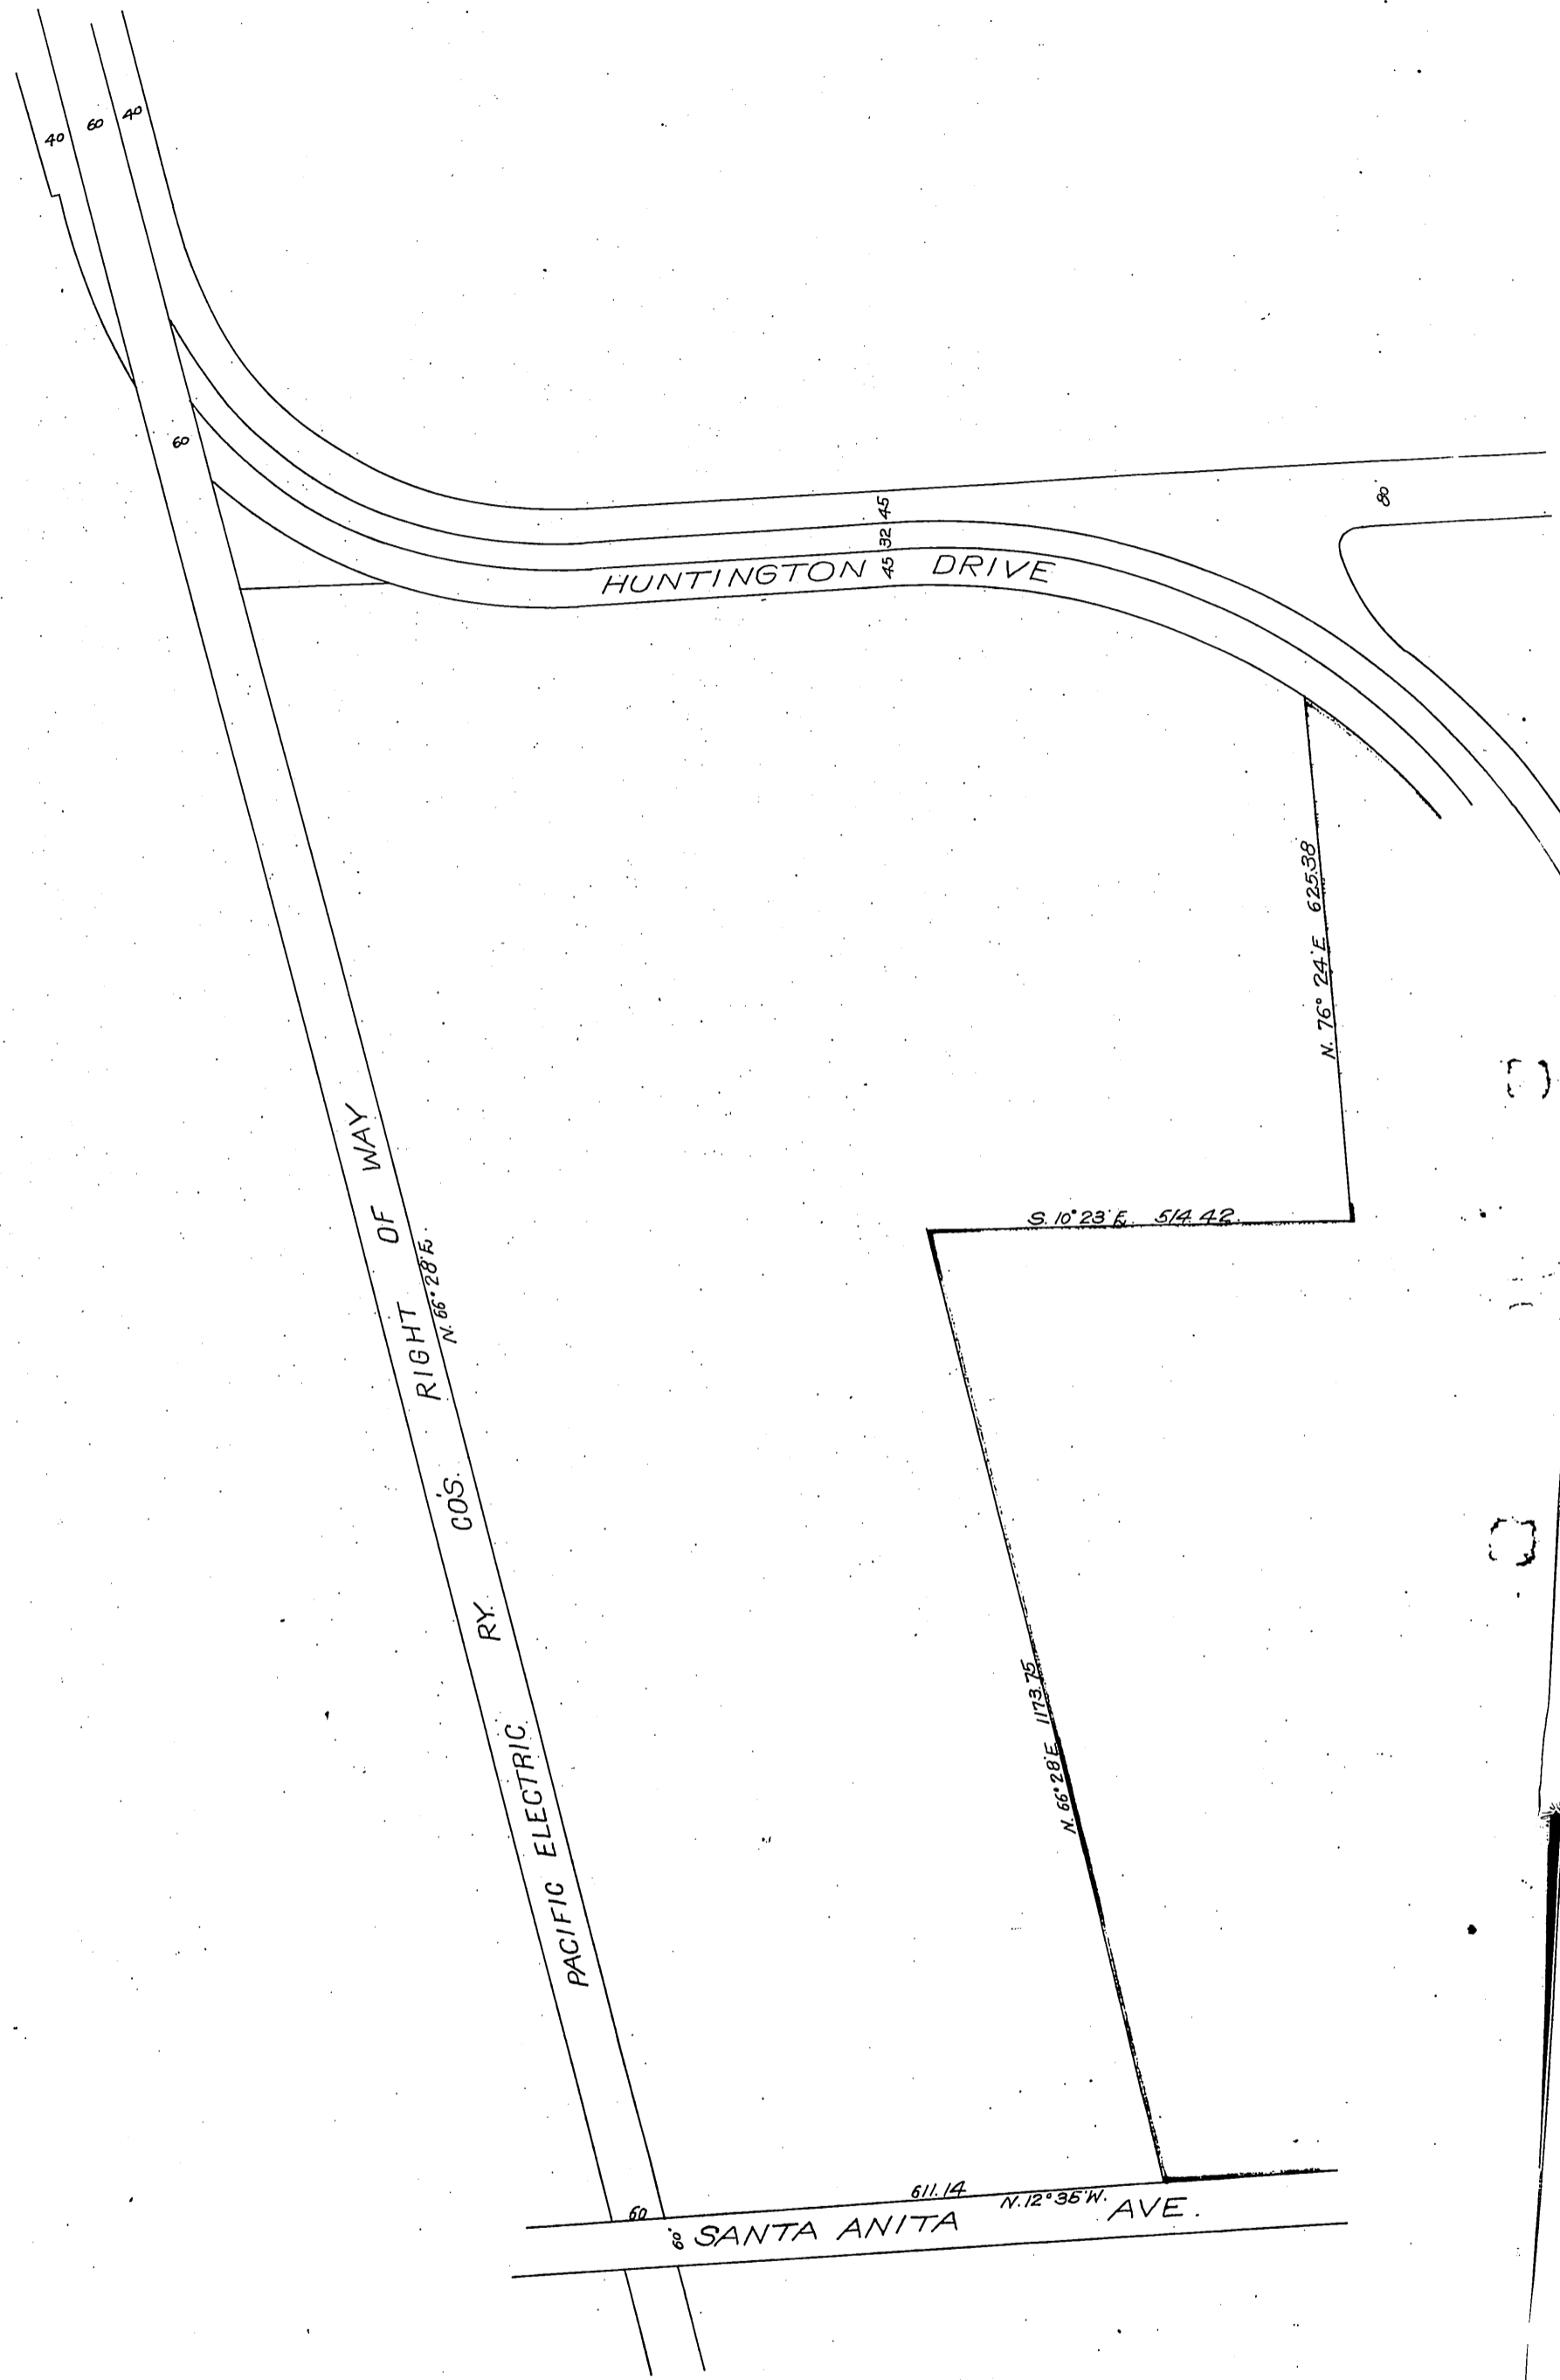 40
60
40
60
45
32
45
80'
HUNTINGTON DRIVE
N. 76° 24' E 625.38
S. 10° 23' E. 514.42
PACIFIC ELECTRIC RY. CO'S. RIGHT OF WAY
N. 66° 28' E.
N. 66° 28' E 1173.75
611.14
N. 12° 35' W.
60
60'
SANTA ANITA AVE.